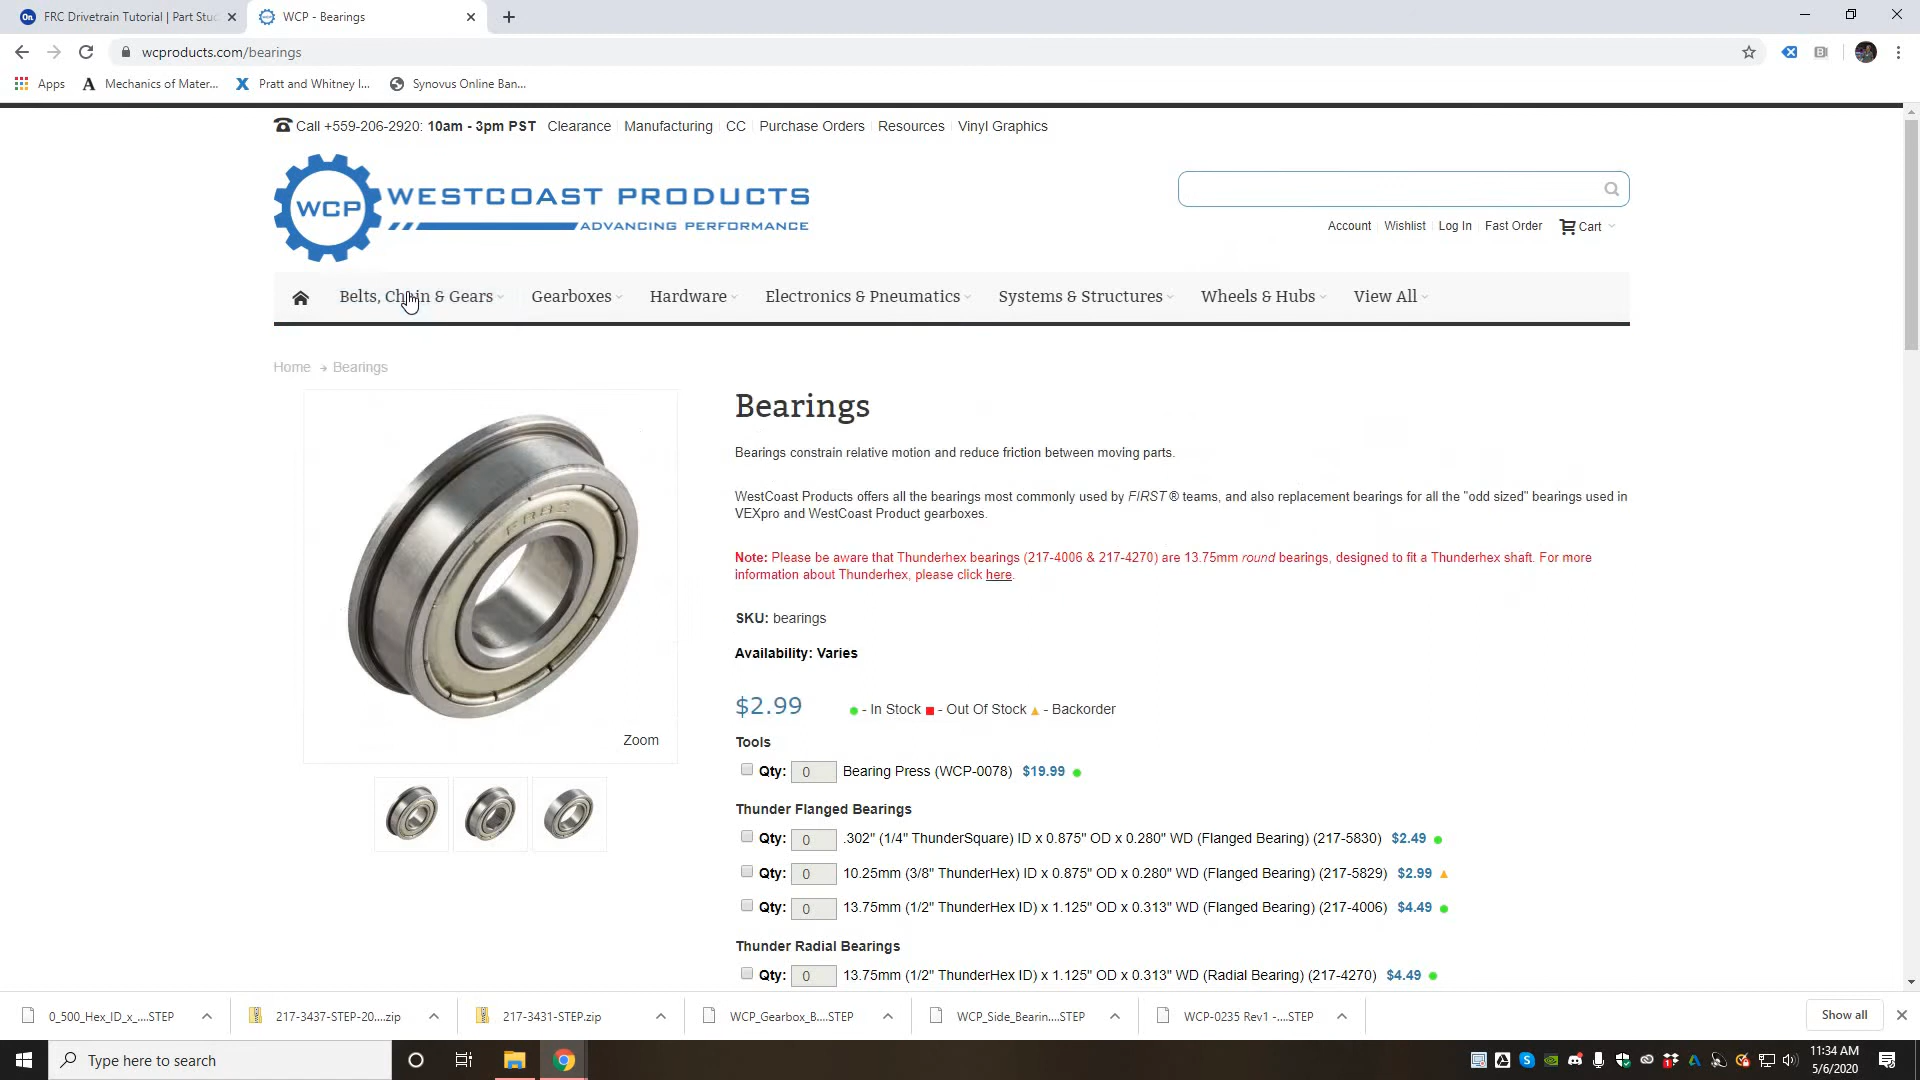 FRC Drivetrain Tutorial | Part Stu
WCP - Bearings
wcproducts.com/bearings
Apps
Mechanics of Mater...
Pratt and Whitney I...
Synovus Online Ban...
Call +559-206-2920: 10am - 3pm PST Clearance Manufacturing CC Purchase Orders Resources Vinyl Graphics
WCP
WESTCOAST PRODUCTS
ADVANCING PERFORMANCE
Account Wishlist Log In Fast Order Cart
Belts, Chain & Gears Gearboxes Hardware Electronics & Pneumatics Systems & Structures Wheels & Hubs View All
Home → Bearings
Bearings
Bearings constrain relative motion and reduce friction between moving parts.
WestCoast Products offers all the bearings most commonly used by FIRST® teams, and also replacement bearings for all the "odd sized" bearings used in
VEXpro and WestCoast Product gearboxes.
Note: Please be aware that Thunderhex bearings (217-4006 & 217-4270) are 13.75mm round bearings, designed to fit a Thunderhex shaft. For more
information about Thunderhex, please click here.
SKU: bearings
Availability: Varies
$2.99
- In Stock - Out Of Stock - Backorder
Zoom
Tools
Qty: 0 Bearing Press (WCP-0078) $19.99
Thunder Flanged Bearings
Qty: 0 .302" (1/4" ThunderSquare) ID x 0.875" OD x 0.280" WD (Flanged Bearing) (217-5830) $2.49
Qty: 0 10.25mm (3/8" ThunderHex) ID x 0.875" OD x 0.280" WD (Flanged Bearing) (217-5829) $2.99
Qty: 0 13.75mm (1/2" ThunderHex ID) x 1.125" OD x 0.313" WD (Flanged Bearing) (217-4006) $4.49
Thunder Radial Bearings
Qty: 0 13.75mm (1/2" ThunderHex ID) x 1.125" OD x 0.313" WD (Radial Bearing) (217-4270) $4.49
0_500_Hex_ID_x_....STEP
217-3437-STEP-20....zip
217-3431-STEP.zip
WCP_Gearbox_B....STEP
WCP_Side_Bearin....STEP
WCP-0235 Rev1 -....STEP
Show all
Type here to search
11:34 AM
5/6/2020